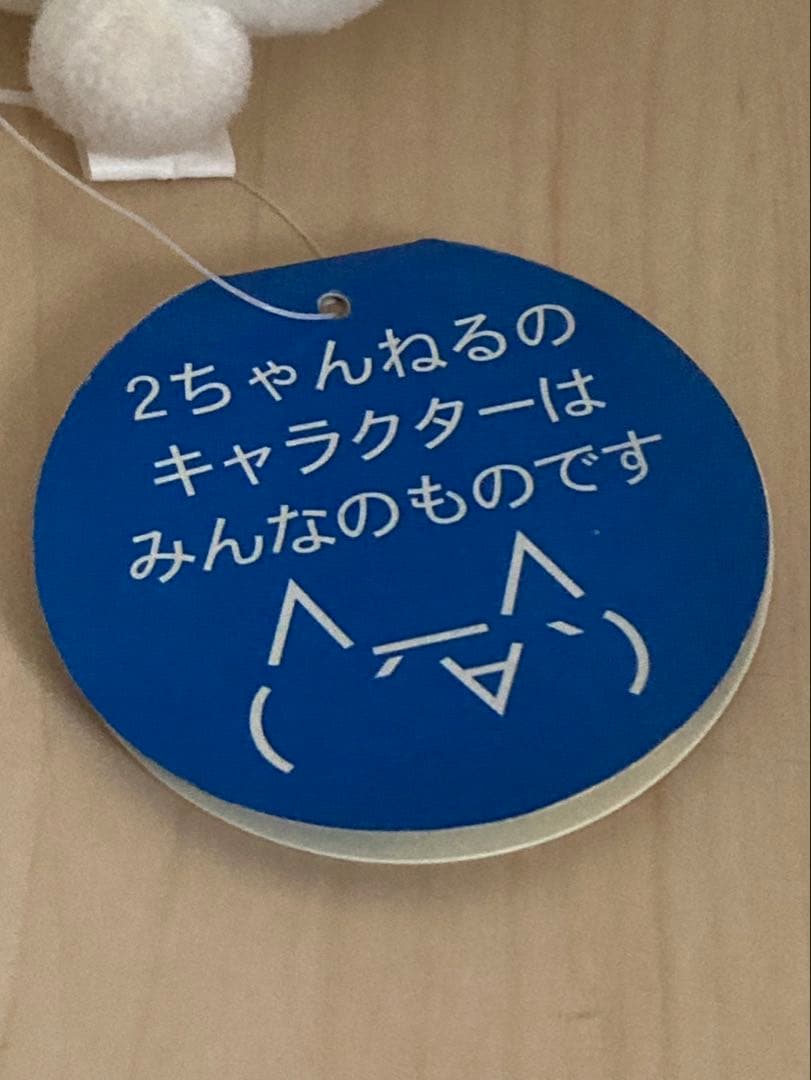 2ちゃんねるの
キャラクターは
みんなのものです
∧＿∧
( ´∀｀)